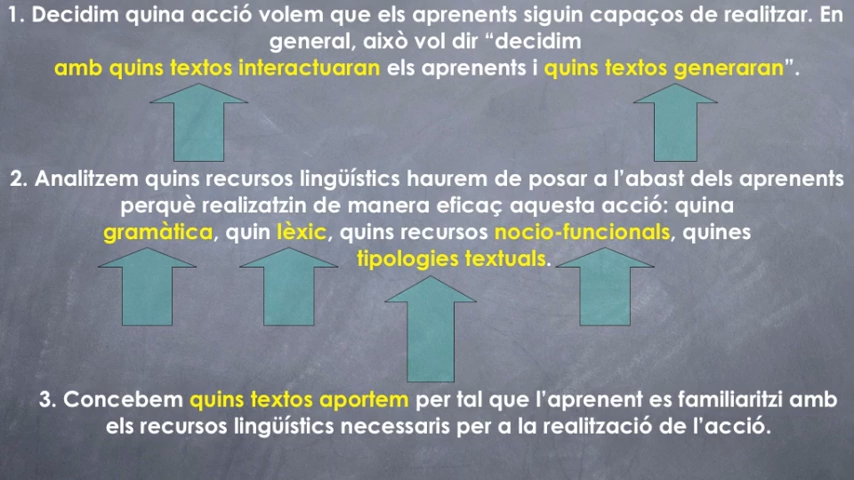 1. Decidim quina acció volem que els aprenents siguin capaços de realitzar. En
general, això vol dir “decidim
amb quins textos interactuaran els aprenents i quins textos generaran”.
2. Analitzem quins recursos lingüístics haurem de posar a l’abast dels aprenents
perquè realizatzin de manera eficaç aquesta acció: quina
gramàtica, quin lèxic, quins recursos nocio-funcionals, quines
tipologies textuals.
3. Concebem quins textos aportem per tal que l’aprenent es familiaritzi amb
els recursos lingüístics necessaris per a la realització de l’acció.